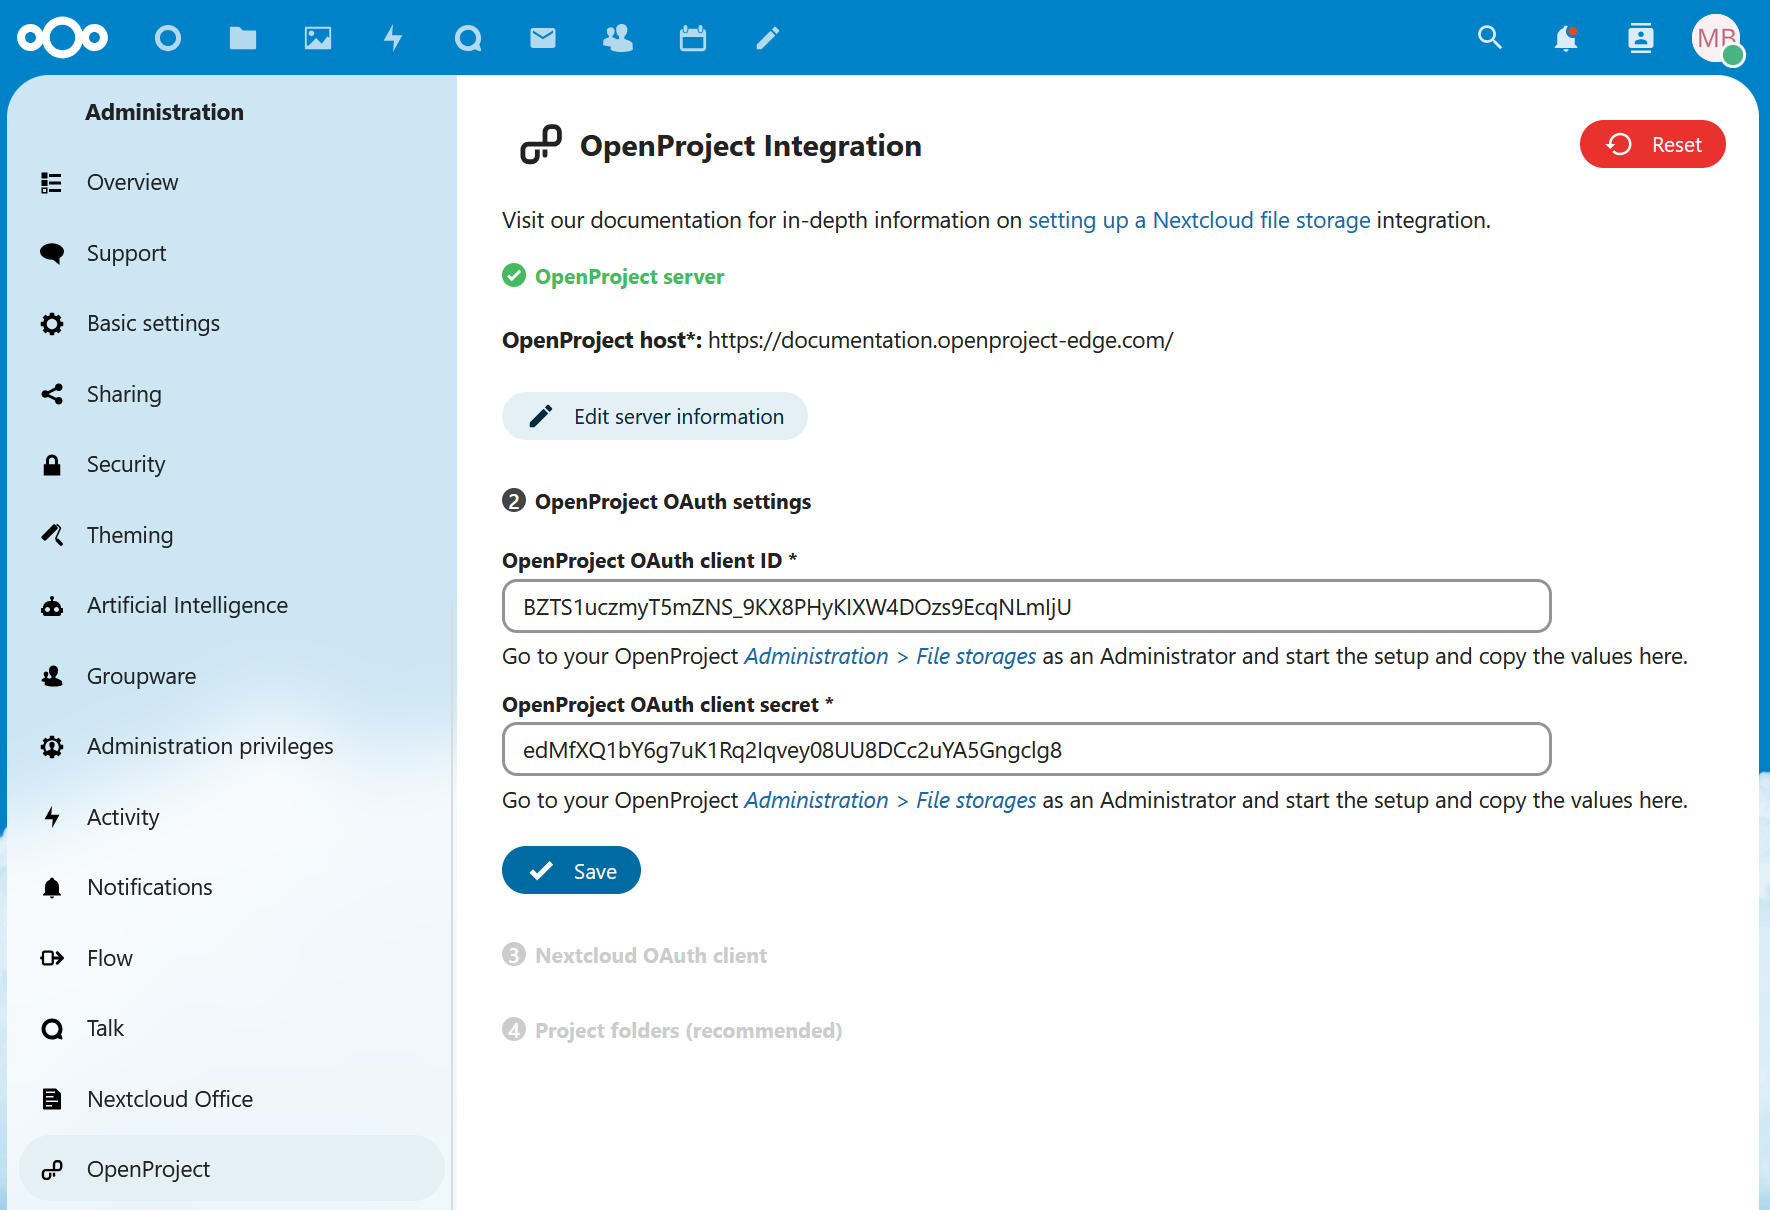 MB
Administration
Overview
Support
Basic settings
Sharing
Security
Theming
Artificial Intelligence
Groupware
Administration privileges
Activity
Notifications
Flow
Talk
Nextcloud Office
OpenProject
OpenProject Integration
Reset
Visit our documentation for in-depth information on setting up a Nextcloud file storage integration.
OpenProject server
OpenProject host*: https://documentation.openproject-edge.com/
Edit server information
2 OpenProject OAuth settings
OpenProject OAuth client ID *
BZTS1uczmyT5mZNS_9KX8PHyKIXW4DOzs9EcqNLmIjU
Go to your OpenProject Administration > File storages as an Administrator and start the setup and copy the values here.
OpenProject OAuth client secret *
edMfXQ1bY6g7uK1Rq2Iqvey08UU8DCc2uYA5Gngclg8
Go to your OpenProject Administration > File storages as an Administrator and start the setup and copy the values here.
Save
3 Nextcloud OAuth client
4 Project folders (recommended)